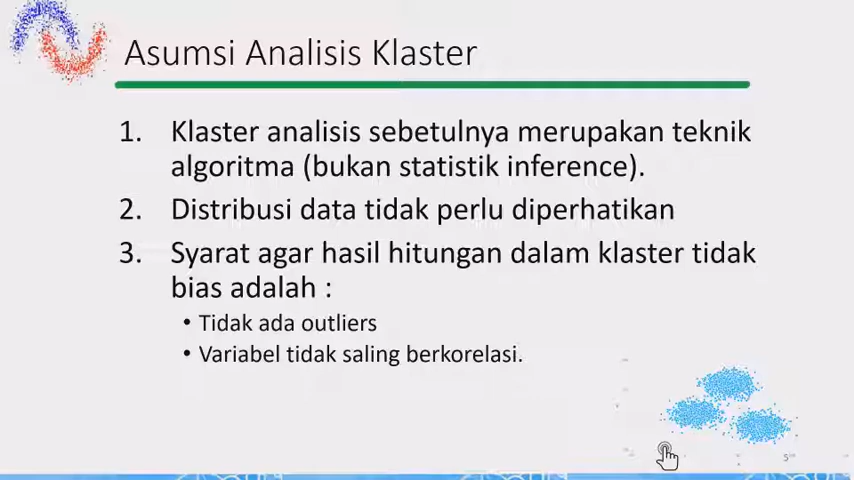 Asumsi Analisis Klaster
1. Klaster analisis sebetulnya merupakan teknik
algoritma (bukan statistik inference).
2. Distribusi data tidak perlu diperhatikan
3. Syarat agar hasil hitungan dalam klaster tidak
bias adalah :
• Tidak ada outliers
• Variabel tidak saling berkorelasi.
5